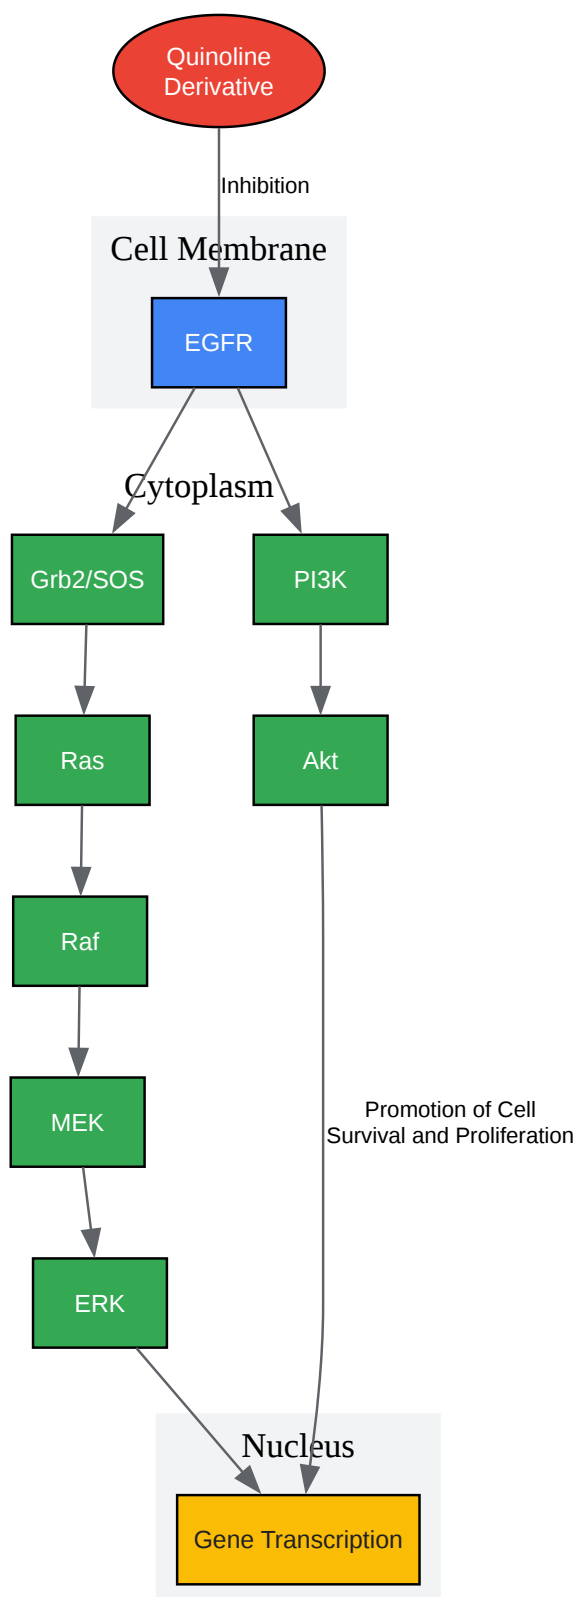 Quinoline
Derivative
Inhibition
Cell Membrane
EGFR
Cytoplasm
Grb2/SOS
PI3K
Ras
Akt
Raf
MEK
Promotion of Cell
Survival and Proliferation
ERK
Nucleus
Gene Transcription